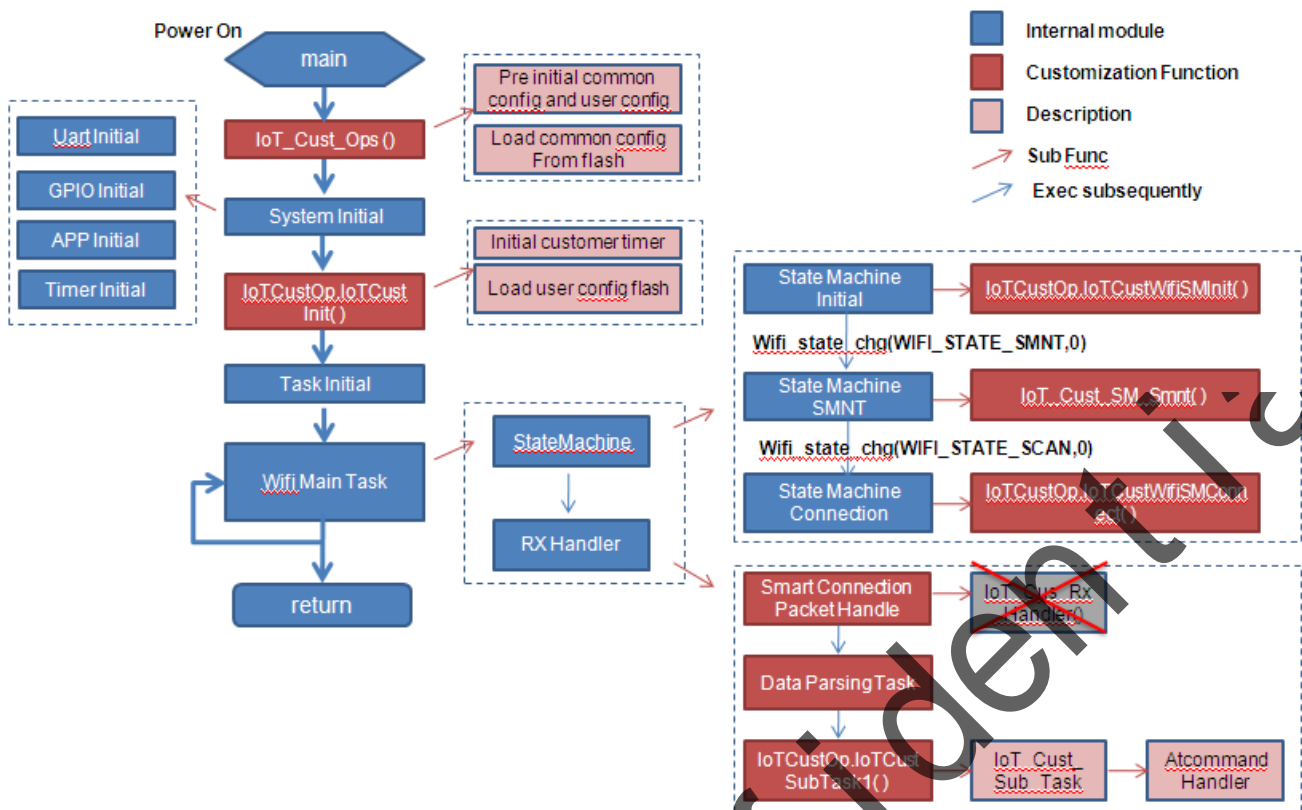 Power On
main
Internal module
Customization Function
Description
Sub Func
Exec subsequently
Pre initial common
config and user config
Load common config
From flash
Uart Initial
GPIO Initial
APP Initial
Timer Initial
IoT_Cust_Ops ()
System Initial
IoTCustOp.IoTCust
Init( )
Initial customer timer
Load user config flash
Task Initial
Wifi Main Task
return
StateMachine
RX Handler
State Machine
Initial
IoTCustOp.IoTCustWifiSMInit( )
Wifi_state_chg(WIFI_STATE_SMNT,0)
State Machine
SMNT
IoT_Cust_SM_Smnt( )
Wifi_state_chg(WIFI_STATE_SCAN,0)
State Machine
Connection
IoTCustOp.IoTCustWifiSMConn
ect( )
Smart Connection
Packet Handle
IoT_Cus_Rx
Handler()
Data Parsing Task
IoTCustOp.IoTCust
SubTask1( )
IoT_Cust_
Sub_Task
Atcommand
Handler